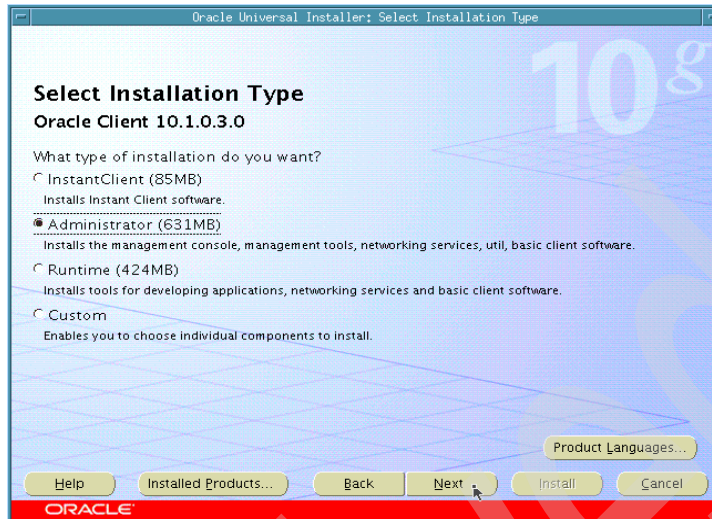 Oracle Universal Installer: Select Installation Type
10g
Select Installation Type
Oracle Client 10.1.0.3.0
What type of installation do you want?
InstantClient (85MB)
Installs Instant Client software.
Administrator (631MB)
Installs the management console, management tools, networking services, util, basic client software.
Runtime (424MB)
Installs tools for developing applications, networking services and basic client software.
Custom
Enables you to choose individual components to install.
Product Languages...
Help Installed Products... Back Next Install Cancel
ORACLE